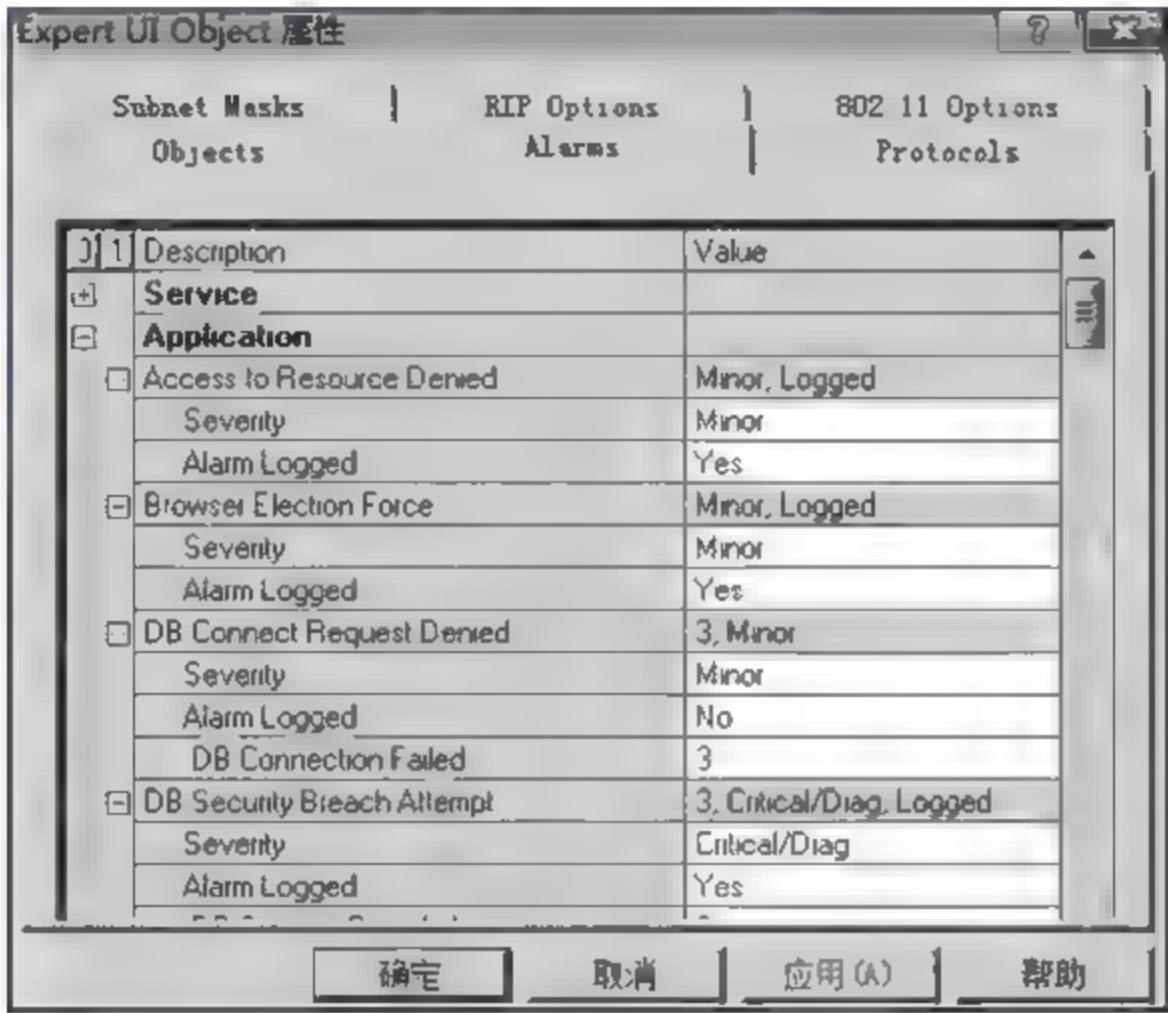 Expert UI Object 属性
Subnet Masks RIP Options 802 11 Options
Objects Alarms Protocols
Description Value
Service
Application
Access to Resource Denied Minor, Logged
Severity Minor
Alarm Logged Yes
Browser Election Force Minor, Logged
Severity Minor
Alarm Logged Yes
DB Connect Request Denied 3, Minor
Severity Minor
Alarm Logged No
DB Connection Failed 3
DB Security Breach Attempt 3, Critical/Diag, Logged
Severity Critical/Diag
Alarm Logged Yes
确定 取消 应用(A) 帮助